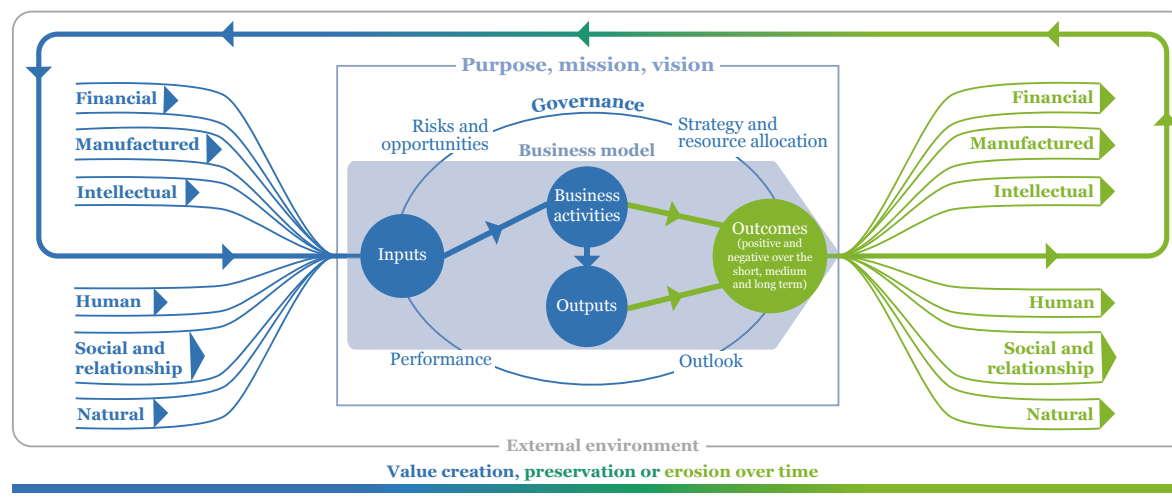 Purpose, mission, vision
Governance
Risks and
opportunities
Strategy and
resource allocation
Business model
Financial
Manufactured
Intellectual
Human
Social and
relationship
Natural
Inputs
Business
activities
Outputs
Outcomes
(positive and
negative over the
short, medium
and long term)
Performance
Outlook
Financial
Manufactured
Intellectual
Human
Social and
relationship
Natural
External environment
Value creation, preservation or erosion over time